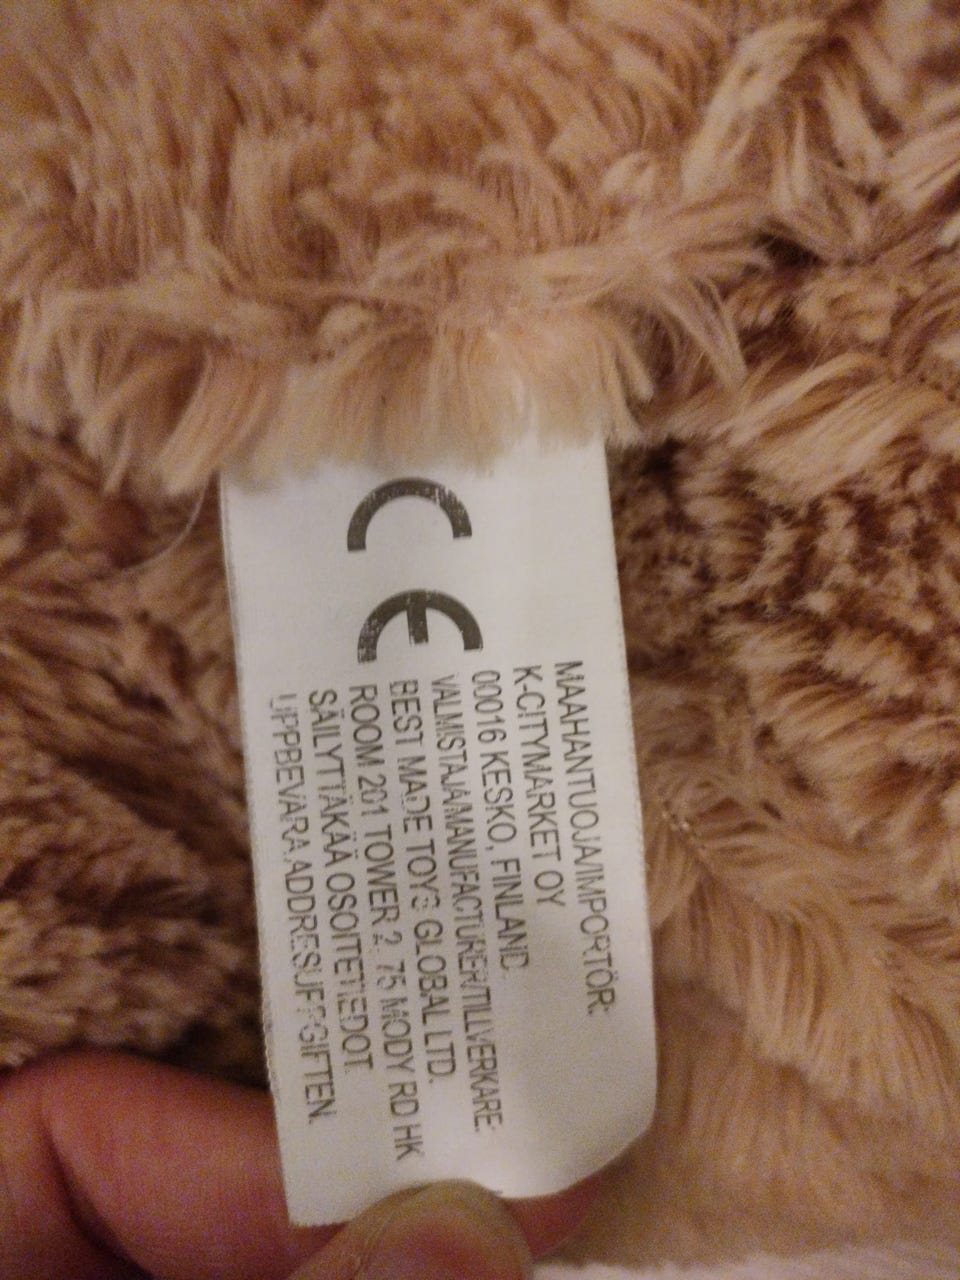 CE
MAAHANTUOJA/IMPORTÖR:
K-CITYMARKET OY
00016 KESKO, FINLAND.
VALMISTAJA/MANUFACTURER/TILLVERKARE:
BEST MADE TOYS GLOBAL LTD.
ROOM 201 TOWER 2, 75 MODY RD HK
SÄILYTTÄKÄÄ OSOITETIEDOT.
UPPBEVARA ADDRESUPPGIFTEN.